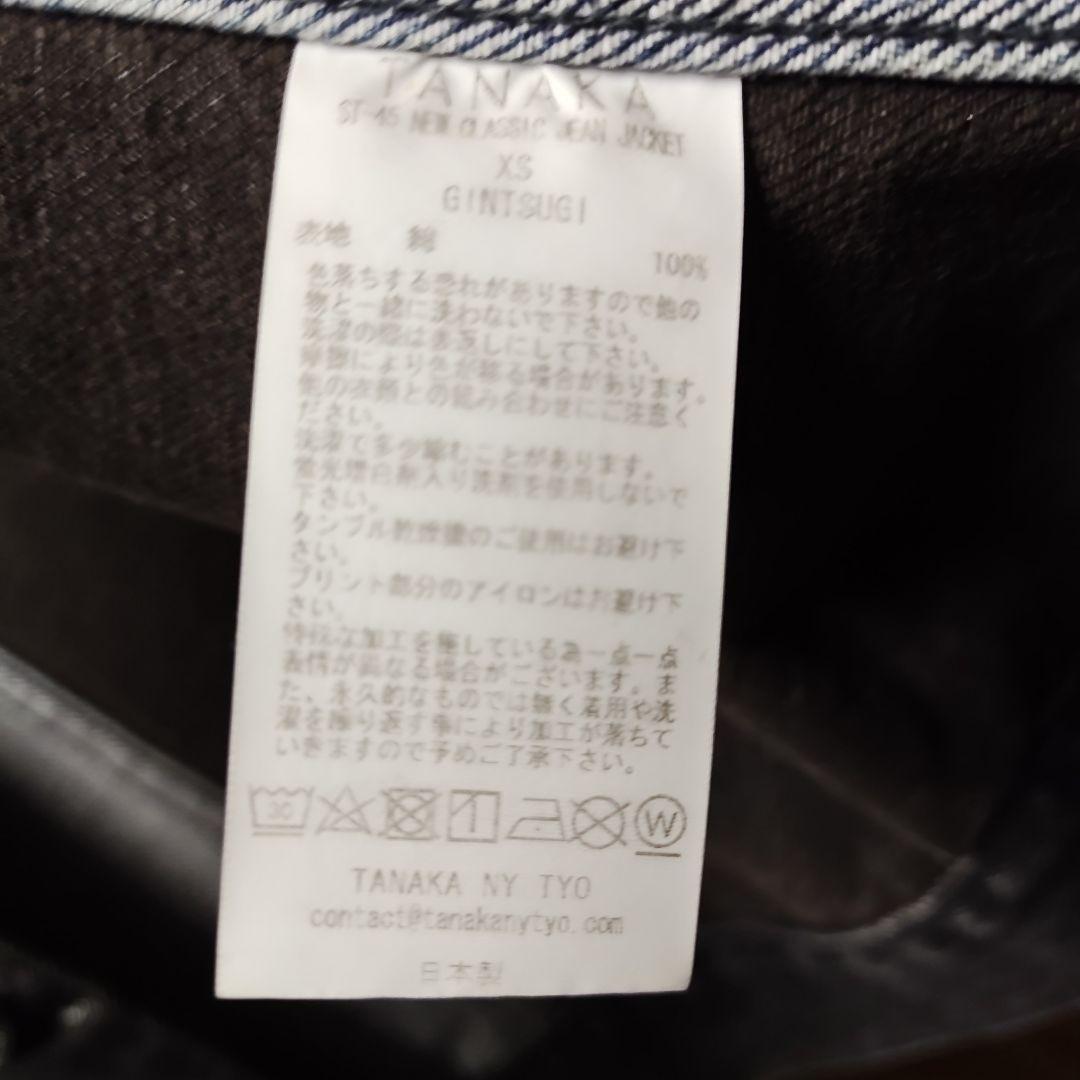 TANAKA
ST-45 NEW CLASSIC JEAN JACKET
XS
GINTSUGI
表地 綿 100%
色落ちする恐れがありますので他の
物と一緒に洗わないで下さい。
洗濯の際は裏返しにして下さい。
摩擦により色が移る場合があります。
他の衣類との組み合わせにご注意く
ださい。
洗濯で多少縮むことがあります。
蛍光増白剤入り洗剤を使用しないで
下さい。
タンブル乾燥機のご使用はお避け下
さい。
プリント部分のアイロンはお避け下
さい。
特殊な加工を施している為一点一点
表情が異なる場合がございます。ま
た、永久的なものでは無く着用や洗
濯を繰り返す事により加工が落ちて
いきますので予めご了承下さい。
30 W
TANAKA NY TYO
contact@tanakanytyo.com
日本製